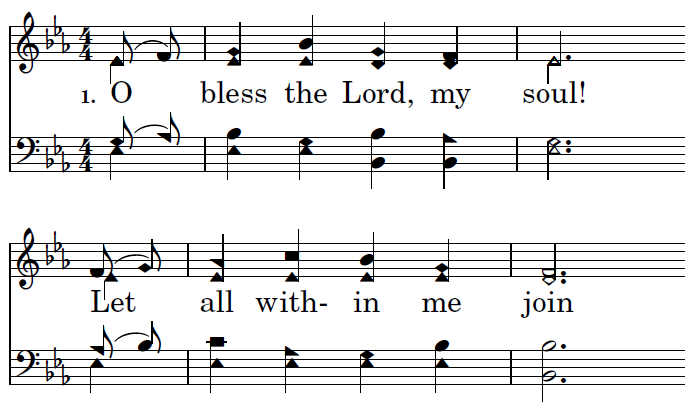 1. O bless the Lord, my soul!
Let all with- in me join